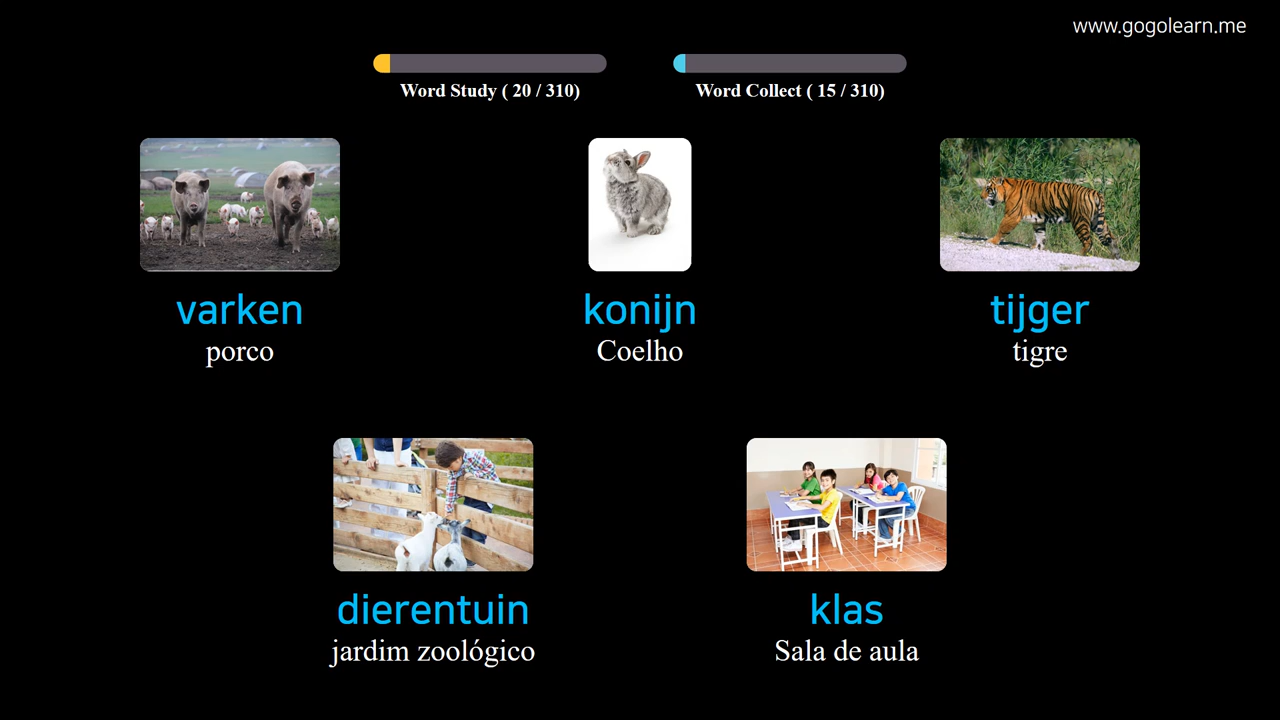 www.gogolearn.me
Word Study ( 20 / 310)
Word Collect ( 15 / 310)
varken
porco
konijn
Coelho
tijger
tigre
dierentuin
jardim zoológico
klas
Sala de aula